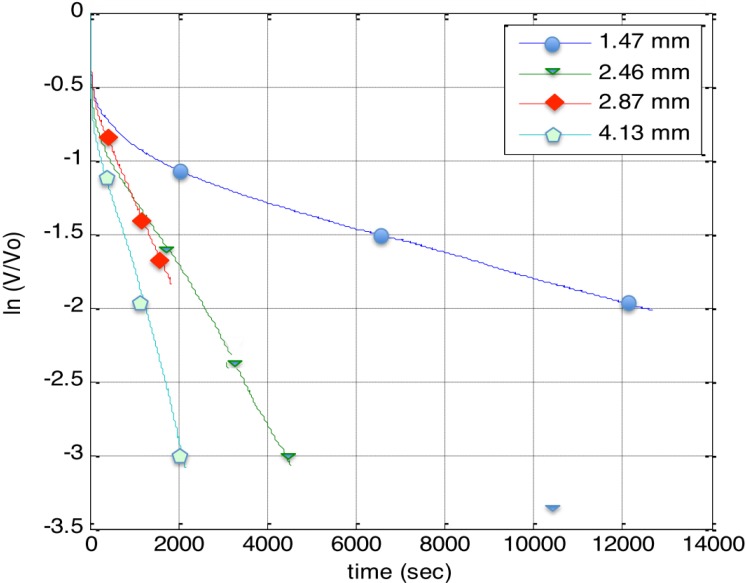 0
-0.5
-1
-1.5
-2
-2.5
-3
-3.5
ln (V/Vo)
1.47 mm
2.46 mm
2.87 mm
4.13 mm
0 2000 4000 6000 8000 10000 12000 14000
time (sec)